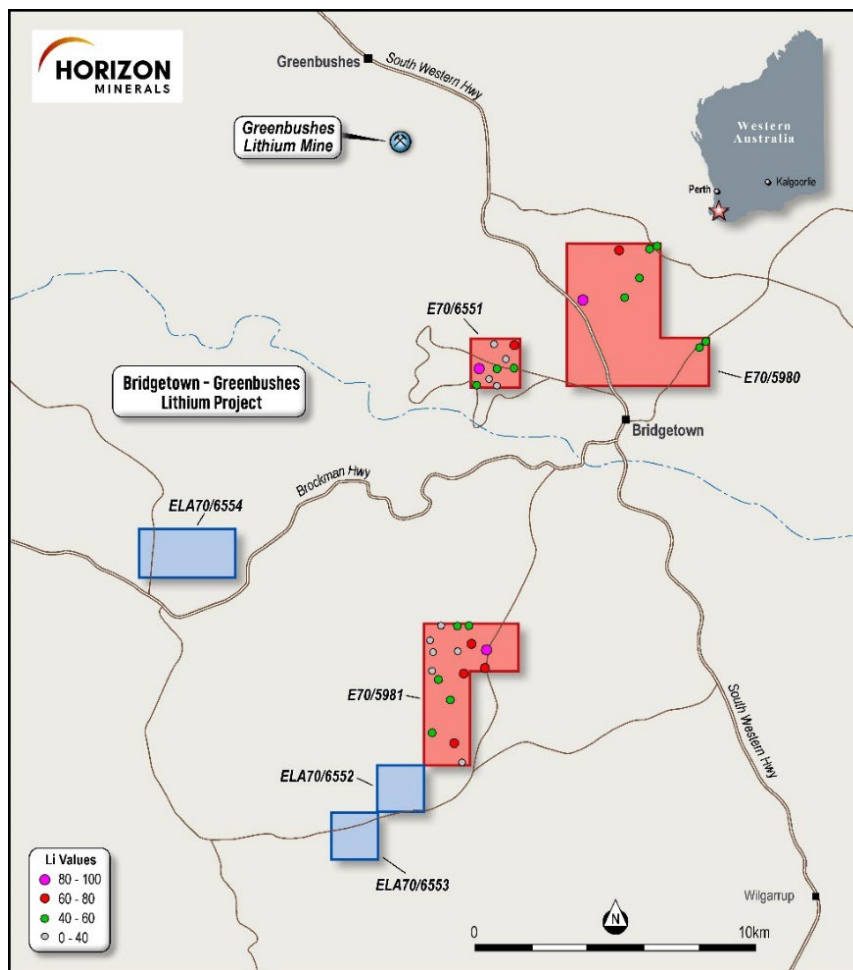 HORIZON
MINERALS
Greenbushes
South Western Hwy
Greenbushes
Lithium Mine
Western
Australia
Perth
Kalgoorlie
E70/6551
E70/5980
Bridgetown - Greenbushes
Lithium Project
Bridgetown
Brockman Hwy
ELA70/6554
E70/5981
South Western Hwy
ELA70/6552
ELA70/6553
Li Values
80 - 100
60 - 80
40 - 60
0 - 40
Wilgarrup
N
0
10km